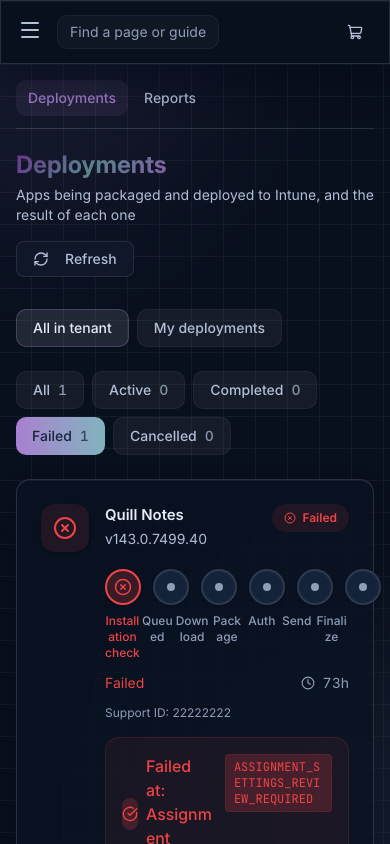 Find a page or guide
Deployments Reports
Deployments
Apps being packaged and deployed to Intune, and the
result of each one
Refresh
All in tenant My deployments
All 1 Active 0 Completed 0
Failed 1 Cancelled 0
Quill Notes
Failed
v143.0.7499.40
Install Queu Down Pack Auth Send Finali
ation ed load age ze
check
Failed 73h
Support ID: 22222222
Failed
at:
Assignm
ent
ASSIGNMENT_S
ETTINGS_REVI
EW_REQUIRED